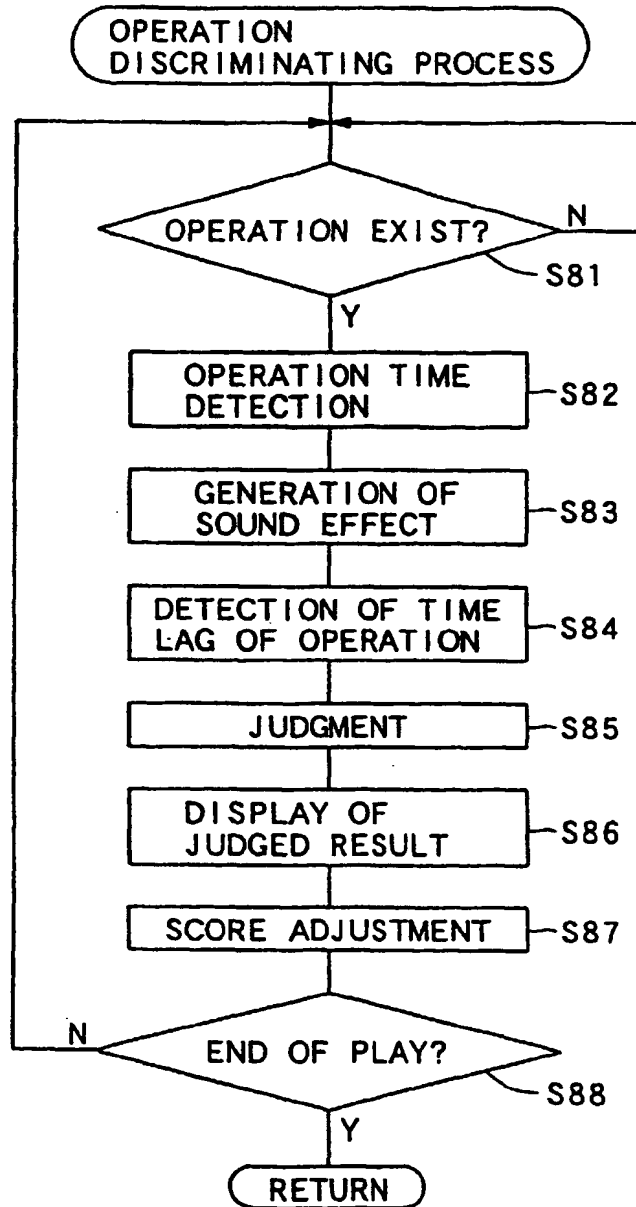 OPERATION
DISCRIMINATING PROCESS
OPERATION EXIST?
N
S81
Y
OPERATION TIME
DETECTION
S82
GENERATION OF
SOUND EFFECT
S83
DETECTION OF TIME
LAG OF OPERATION
S84
JUDGMENT
S85
DISPLAY OF
JUDGED RESULT
S86
SCORE ADJUSTMENT
S87
N
END OF PLAY?
S88
Y
RETURN